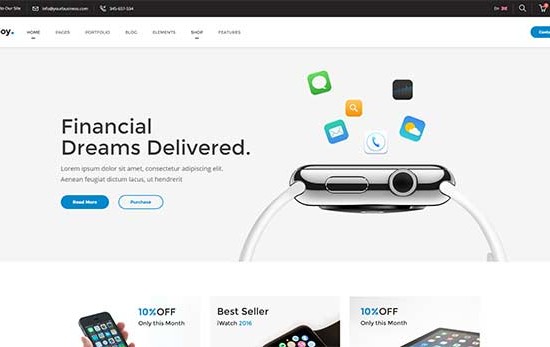 to Our Site info@yourbusiness.com 345-657-534 En
oy. HOME PAGES PORTFOLIO BLOG ELEMENTS SHOP FEATURES Conta
Financial
Dreams Delivered.
Lorem ipsum dolor sit amet, consectetur adipiscing elit.
Aenean feugiat dictum lacus, ut hendrerit
Read More Purchase
10%OFF
Only this Month
Best Seller
iWatch 2016
10%OFF
Only this Month